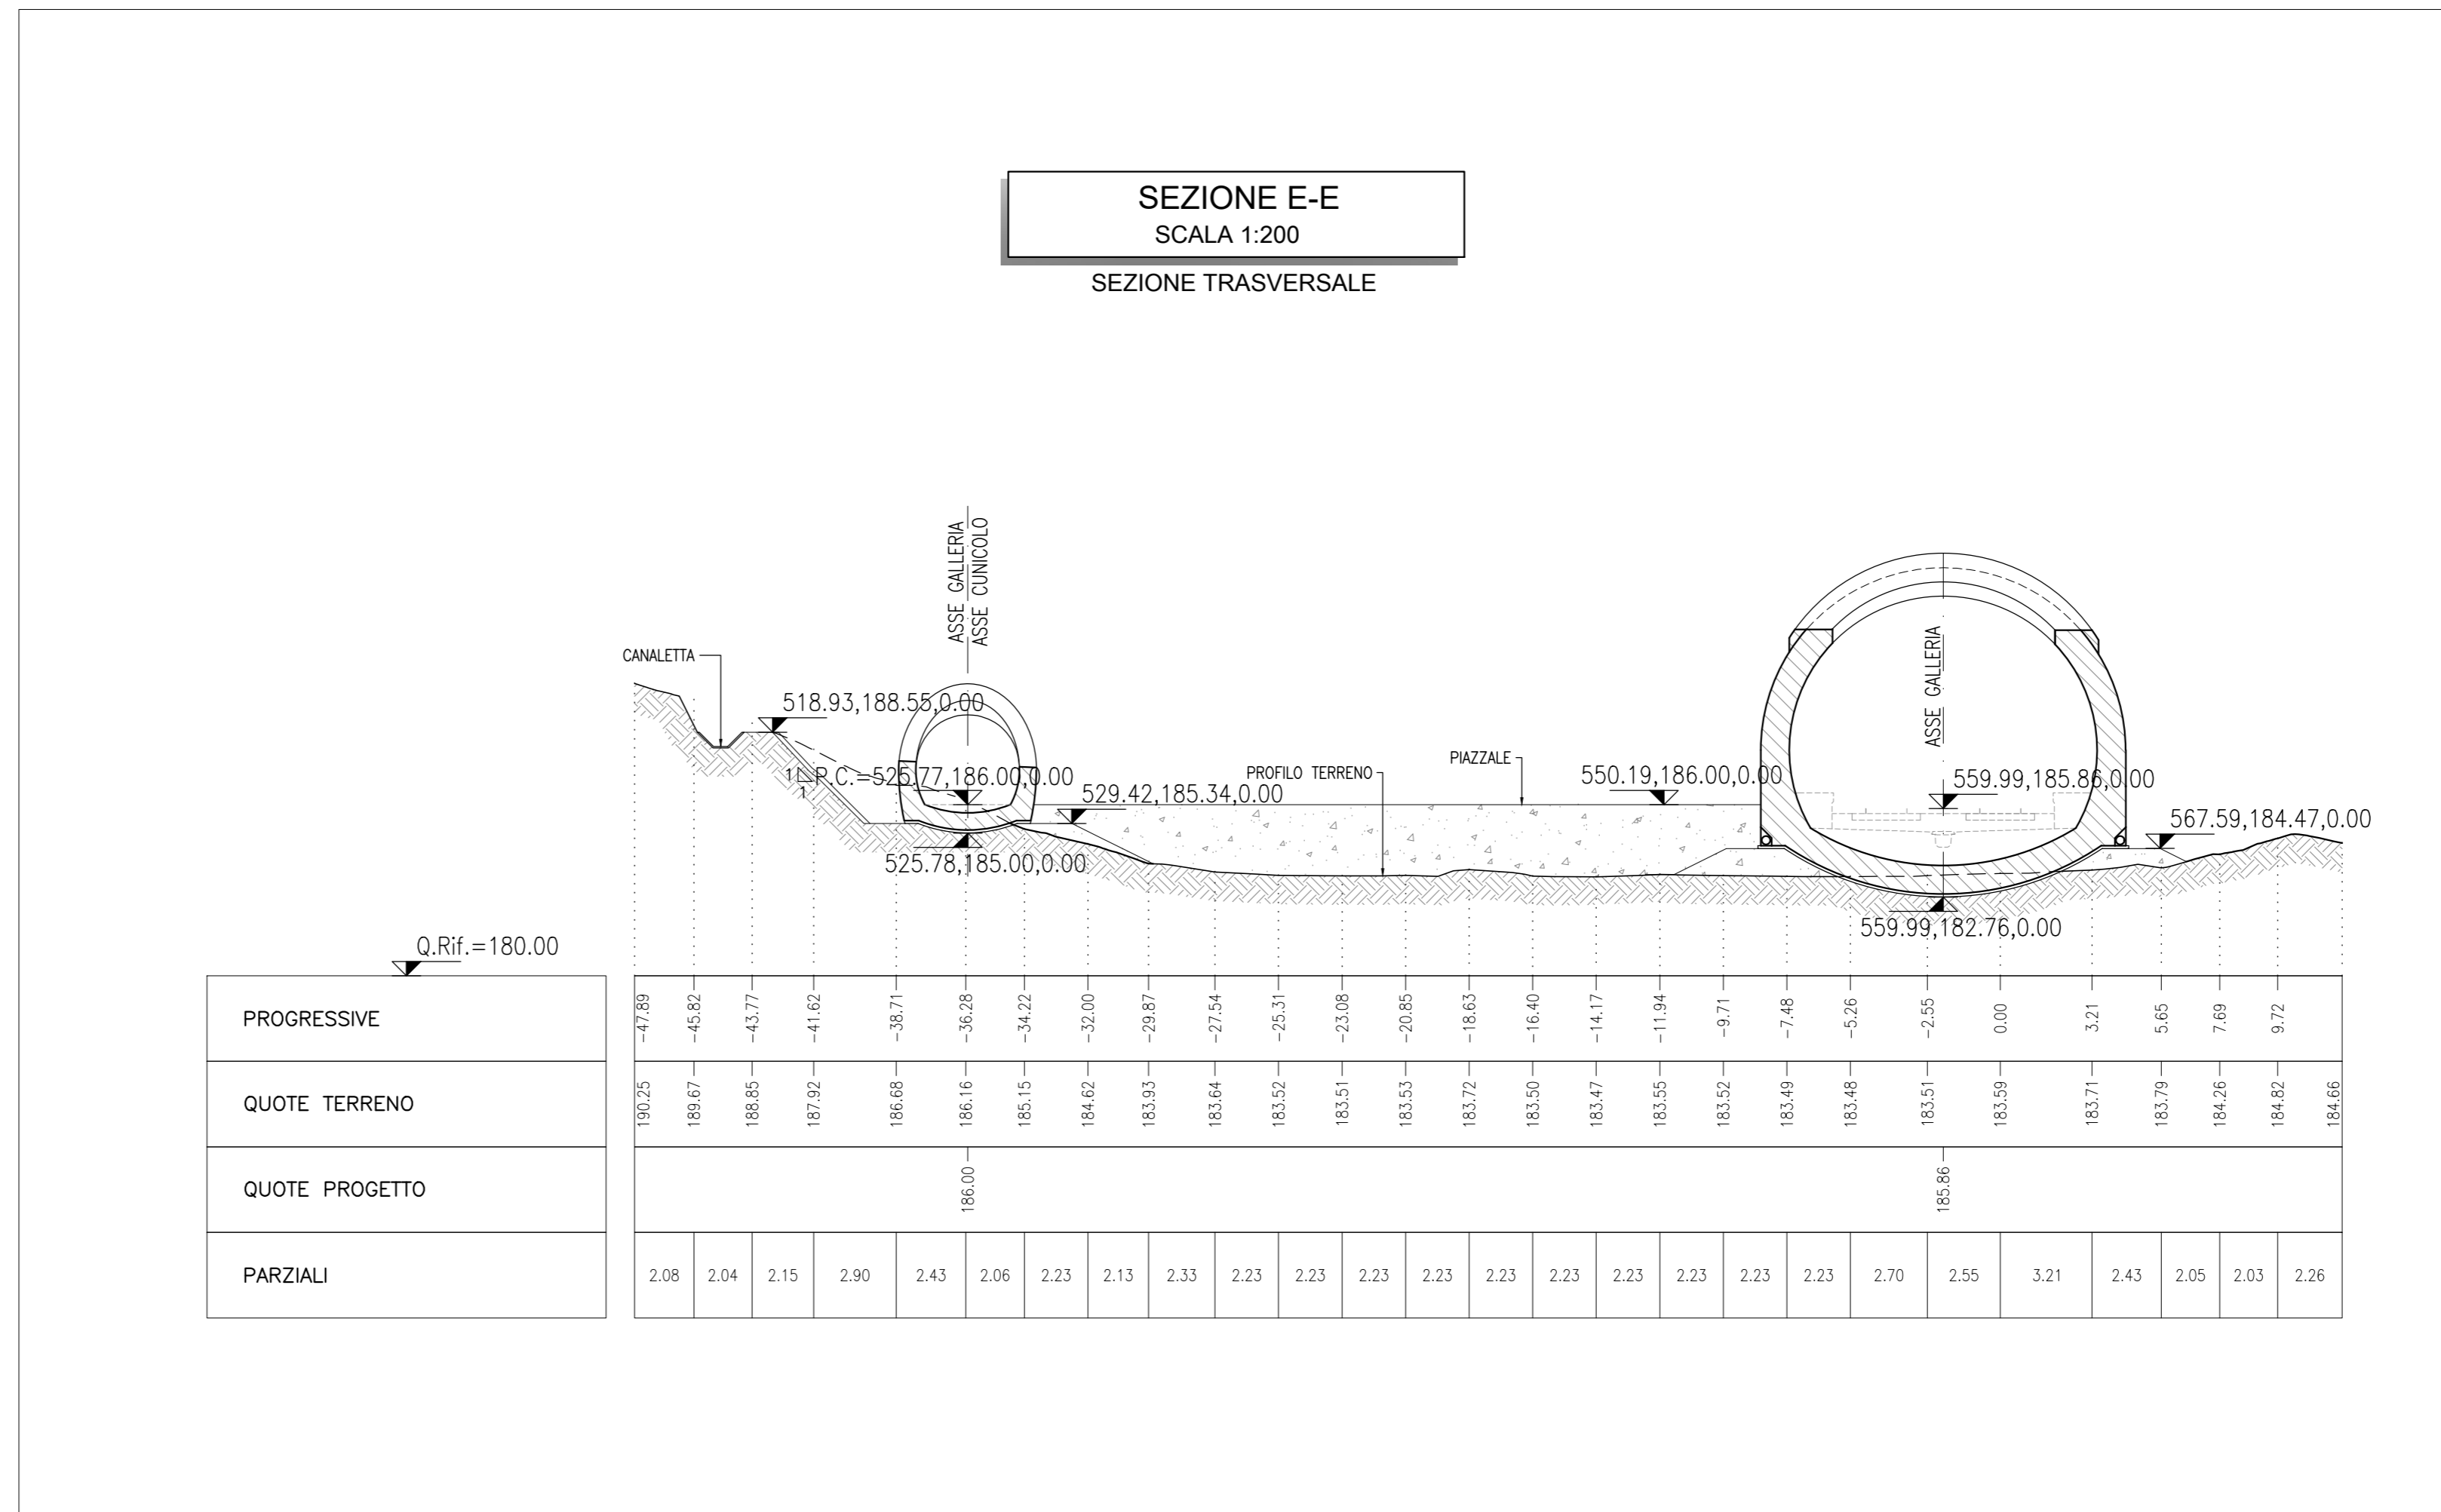 SEZIONE E-E
SCALA 1:200
SEZIONE TRASVERSALE
ASSE GALLERIA
ASSE CUNICOLO
CANALETTA
518.93,188.55,0.00
1
1
P.C.=525.77,186.00,0.00
529.42,185.34,0.00
525.78,185.00,0.00
PROFILO TERRENO
PIAZZALE
550.19,186.00,0.00
ASSE GALLERIA
559.99,185.86,0.00
567.59,184.47,0.00
559.99,182.76,0.00
Q.Rif.=180.00
PROGRESSIVE
-47.89 -45.82 -43.77 -41.62 -38.71 -36.28 -34.22 -32.00 -29.87 -27.54 -25.31 -23.08 -20.85 -18.63 -16.40 -14.17 -11.94 -9.71 -7.48 -5.26 -2.55 0.00 3.21 5.65 7.69 9.72
QUOTE TERRENO
190.25 189.67 188.85 187.92 186.68 186.16 185.15 184.62 183.93 183.64 183.52 183.51 183.53 183.72 183.50 183.47 183.55 183.52 183.49 183.48 183.51 183.59 183.71 183.79 184.26 184.82 184.66
QUOTE PROGETTO
186.00 185.86
PARZIALI
2.08 2.04 2.15 2.90 2.43 2.06 2.23 2.13 2.33 2.23 2.23 2.23 2.23 2.23 2.23 2.23 2.23 2.23 2.23 2.70 2.55 3.21 2.43 2.05 2.03 2.26